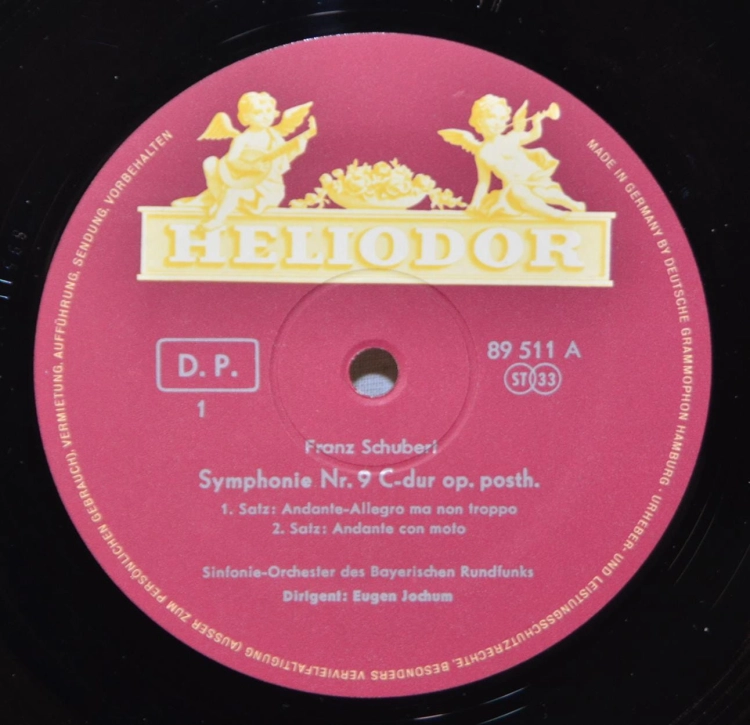 HELIODOR
D. P.
1
89 511 A
ST 33
Franz Schubert
Symphonie Nr. 9 C-dur op. posth.
1. Satz: Andante-Allegro ma non troppo
2. Satz: Andante con moto
Sinfonie-Orchester des Bayerischen Rundfunks
Dirigent: Eugen Jochum
MADE IN GERMANY BY DEUTSCHE GRAMMOPHON HAMBURG · URHEBER- UND LEISTUNGSSCHUTZRECHTE, BESONDERS VERVIELFÄLTIGUNG (AUSSER ZUM PERSÖNLICHEN GEBRAUCH), VERMIETUNG, AUFFÜHRUNG, SENDUNG, VORBEHALTEN